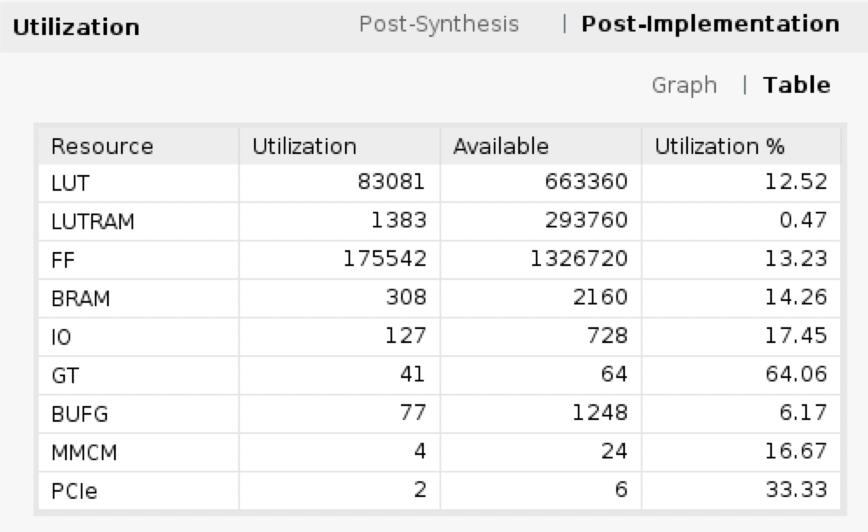 Utilization Post-Synthesis | Post-Implementation
Graph | Table
Resource Utilization Available Utilization %
LUT 83081 663360 12.52
LUTRAM 1383 293760 0.47
FF 175542 1326720 13.23
BRAM 308 2160 14.26
IO 127 728 17.45
GT 41 64 64.06
BUFG 77 1248 6.17
MMCM 4 24 16.67
PCIe 2 6 33.33